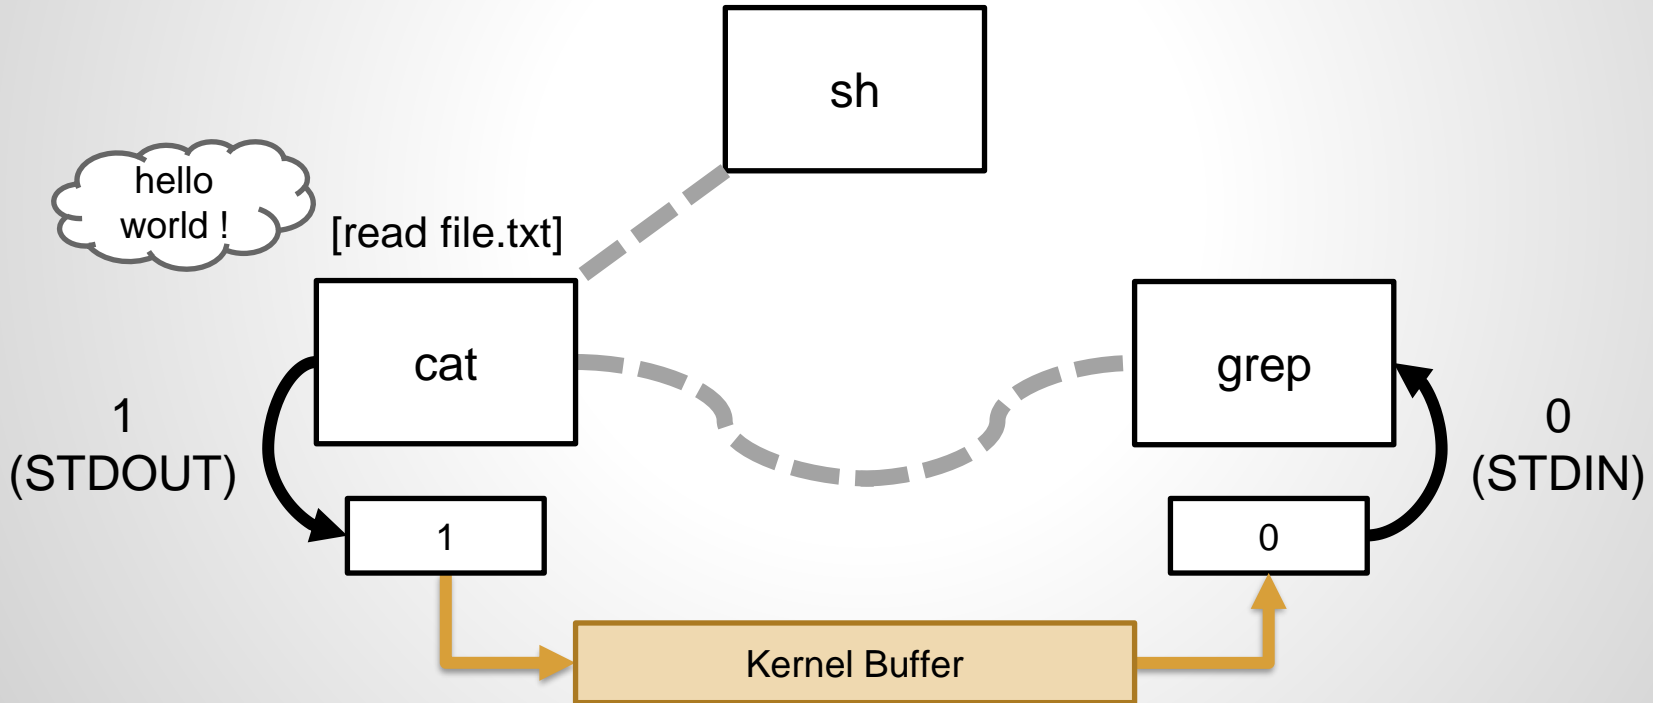 sh
hello
world !
[read file.txt]
cat
grep
1
(STDOUT)
0
(STDIN)
1
0
Kernel Buffer